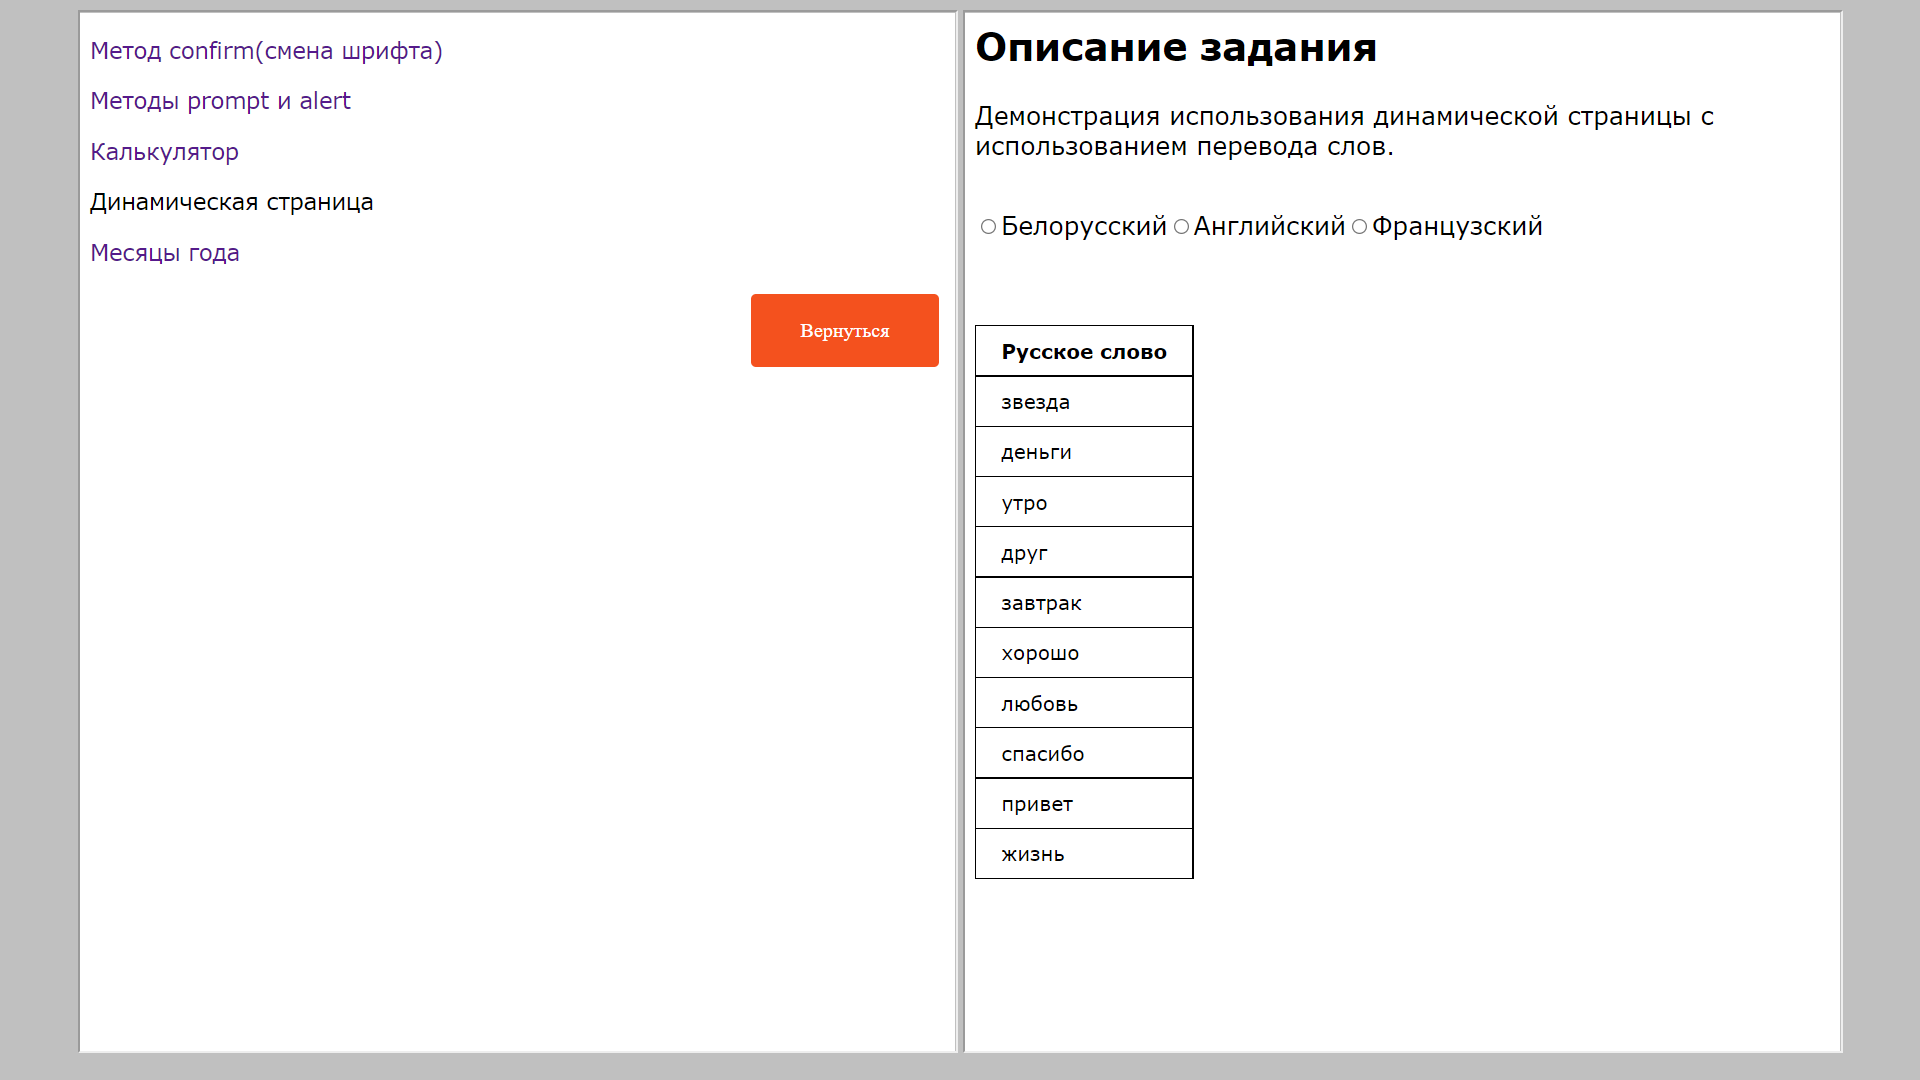 Метод confirm(смена шрифта)
Методы prompt и alert
Калькулятор
Динамическая страница
Месяцы года
Вернуться
Описание задания
Демонстрация использования динамической страницы с
использованием перевода слов.
Белорусский Английский Французский
Русское слово
звезда
деньги
утро
друг
завтрак
хорошо
любовь
спасибо
привет
жизнь